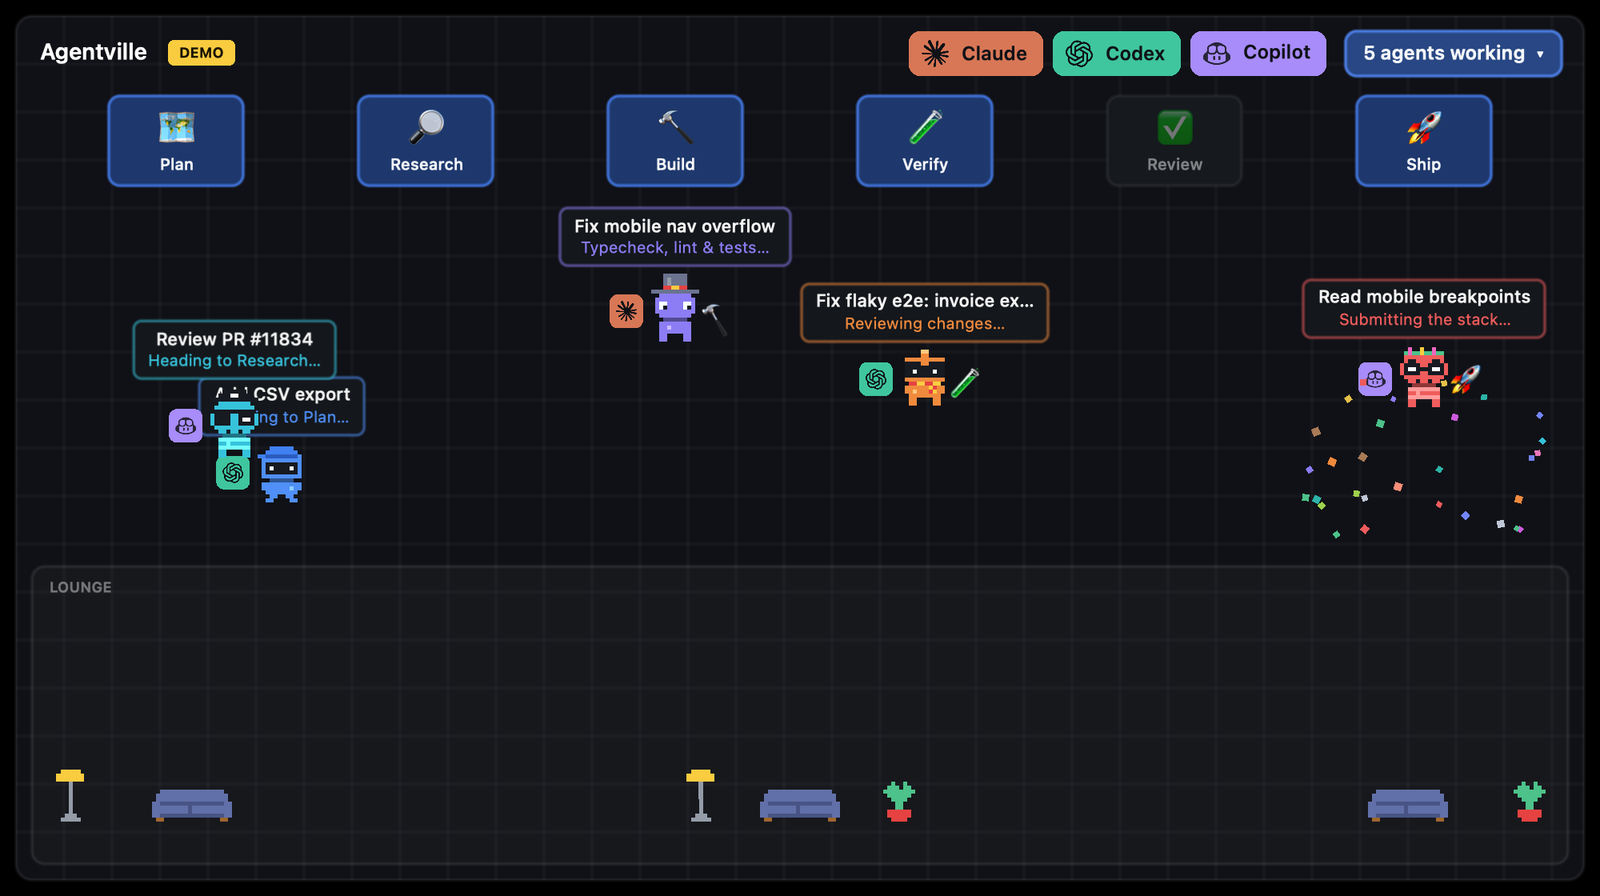 Agentville
DEMO
Claude
Codex
Copilot
5 agents working
Plan
Research
Build
Verify
Review
Ship
Fix mobile nav overflow
Typecheck, lint & tests...
Fix flaky e2e: invoice ex...
Reviewing changes...
Read mobile breakpoints
Submitting the stack...
Review PR #11834
Heading to Research...
CSV export
to Plan...
LOUNGE